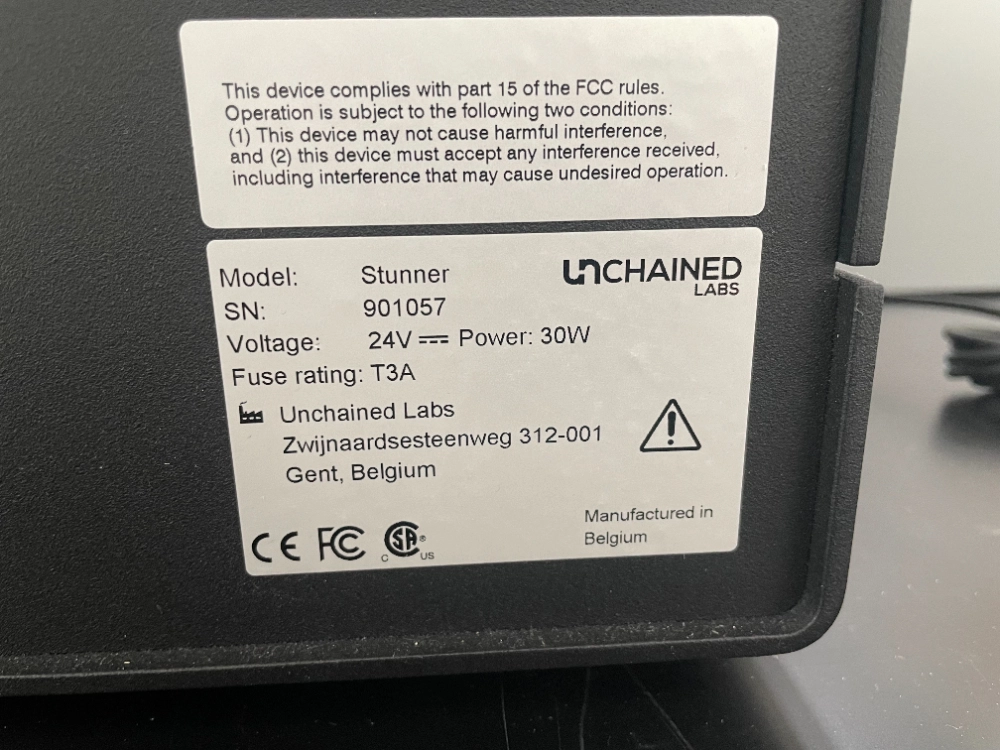 This device complies with part 15 of the FCC rules.
Operation is subject to the following two conditions:
(1) This device may not cause harmful interference,
and (2) this device must accept any interference received,
including interference that may cause undesired operation.
Model: Stunner
UNCHAINED
LABS
SN: 901057
Voltage: 24V ⎓ Power: 30W
Fuse rating: T3A
Unchained Labs
Zwijnaardsesteenweg 312-001
Gent, Belgium
Manufactured in
Belgium
CE FC C SA® US